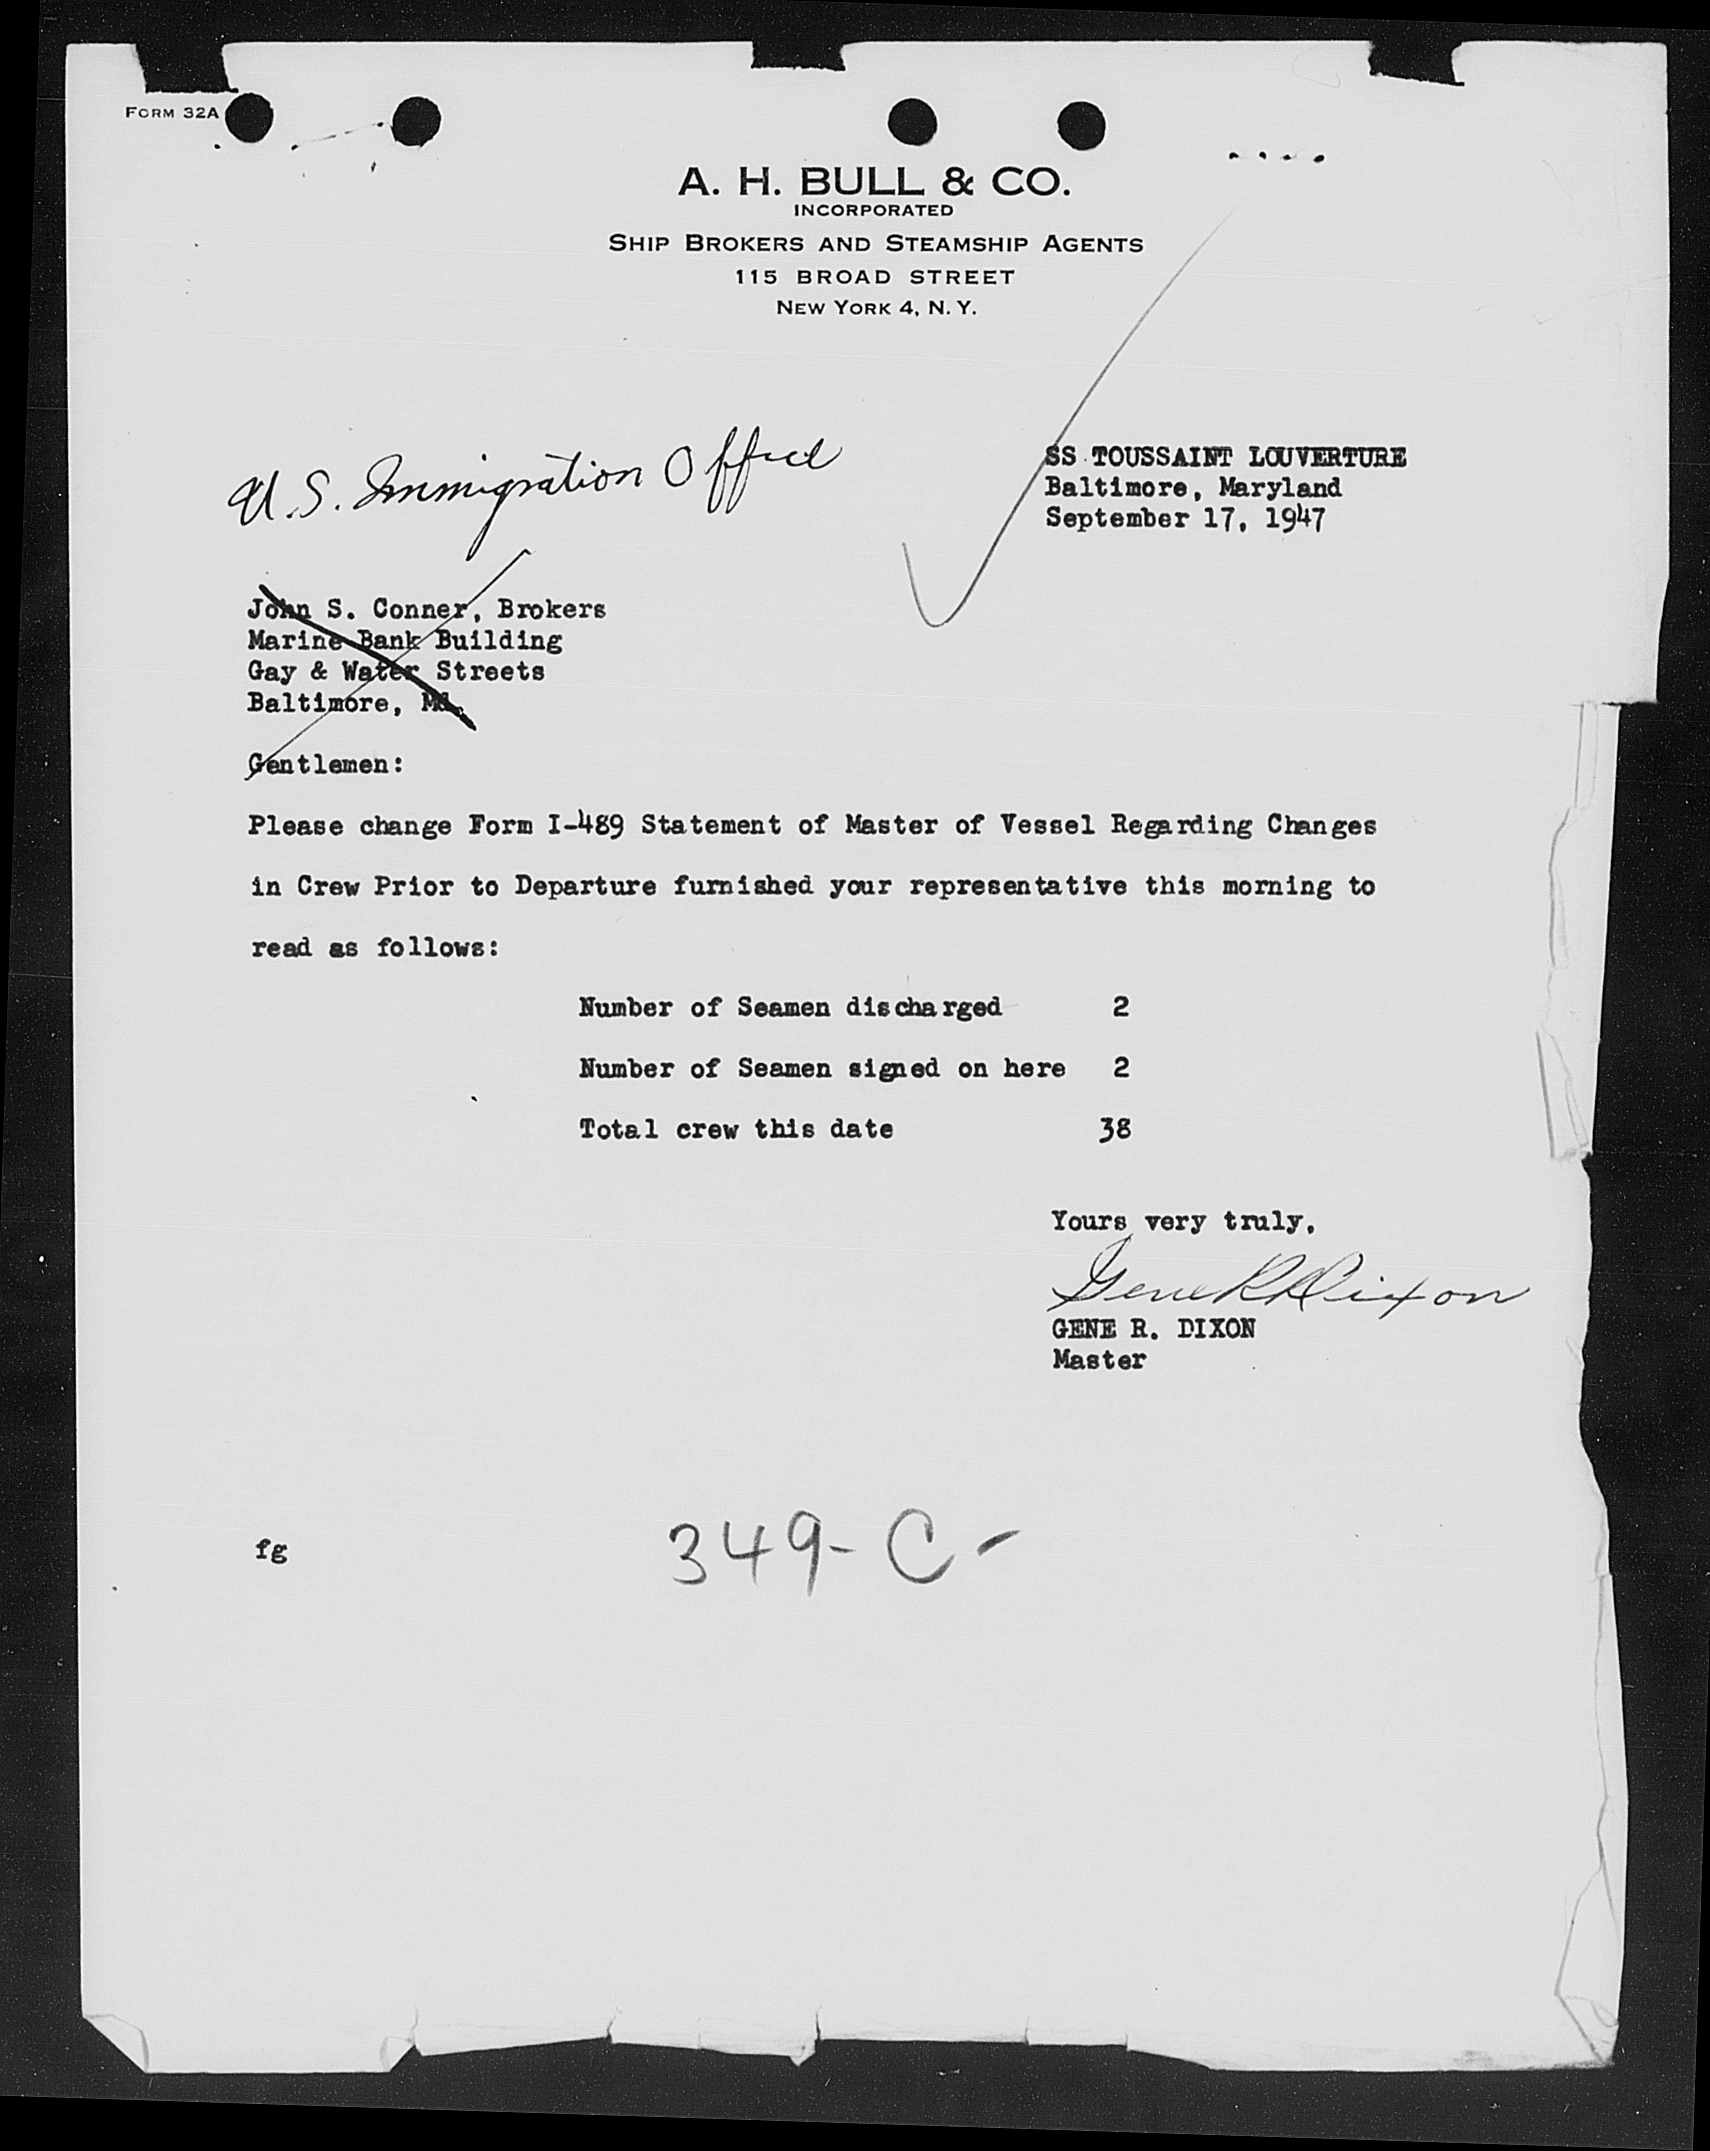 FORM 32A
A. H. BULL & CO.
INCORPORATED
SHIP BROKERS AND STEAMSHIP AGENTS
115 BROAD STREET
NEW YORK 4, N. Y.
U.S. Immigration Office
SS TOUSSAINT LOUVERTURE
Baltimore, Maryland
September 17, 1947
John S. Conner, Brokers
Marine Bank Building
Gay & Water Streets
Baltimore, Md.
Gentlemen:
Please change Form I-489 Statement of Master of Vessel Regarding Changes
in Crew Prior to Departure furnished your representative this morning to
read as follows:
Number of Seamen discharged 2
Number of Seamen signed on here 2
Total crew this date 38
Yours very truly,
Gene R Dixon
GENE R. DIXON
Master
fg
349-C-